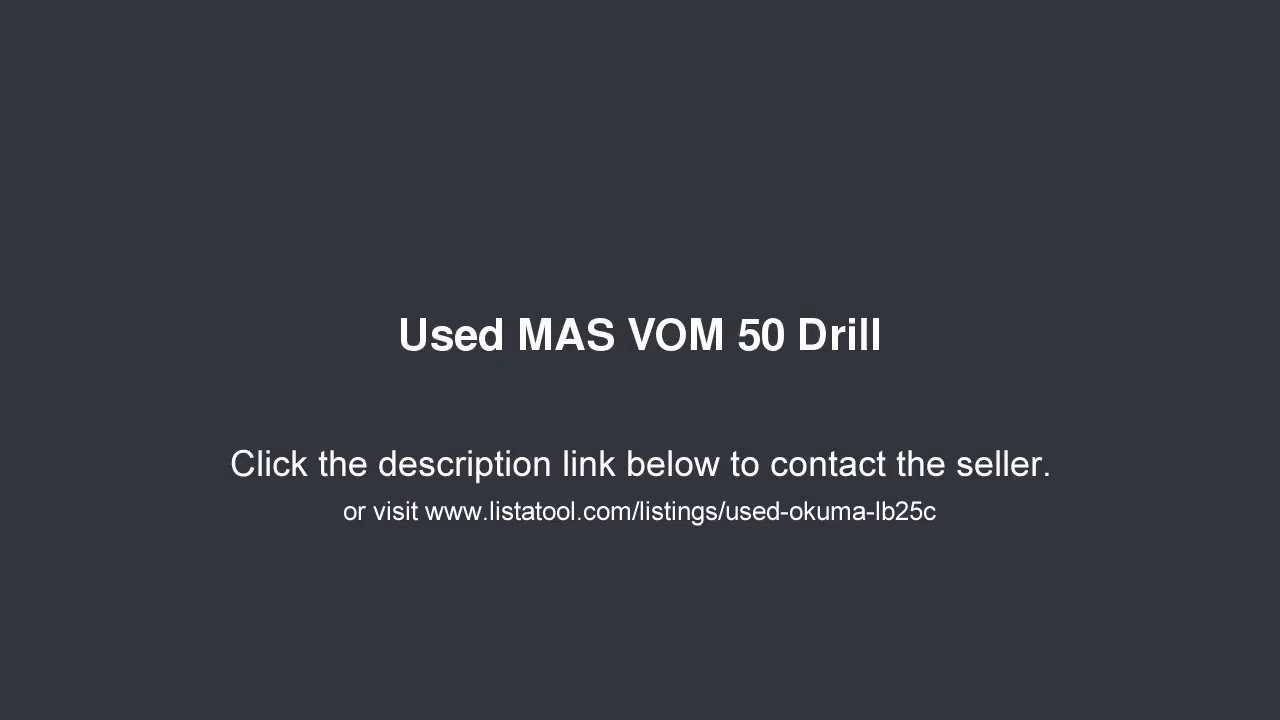 Used MAS VOM 50 Drill
Click the description link below to contact the seller.
or visit www.listatool.com/listings/used-okuma-lb25c